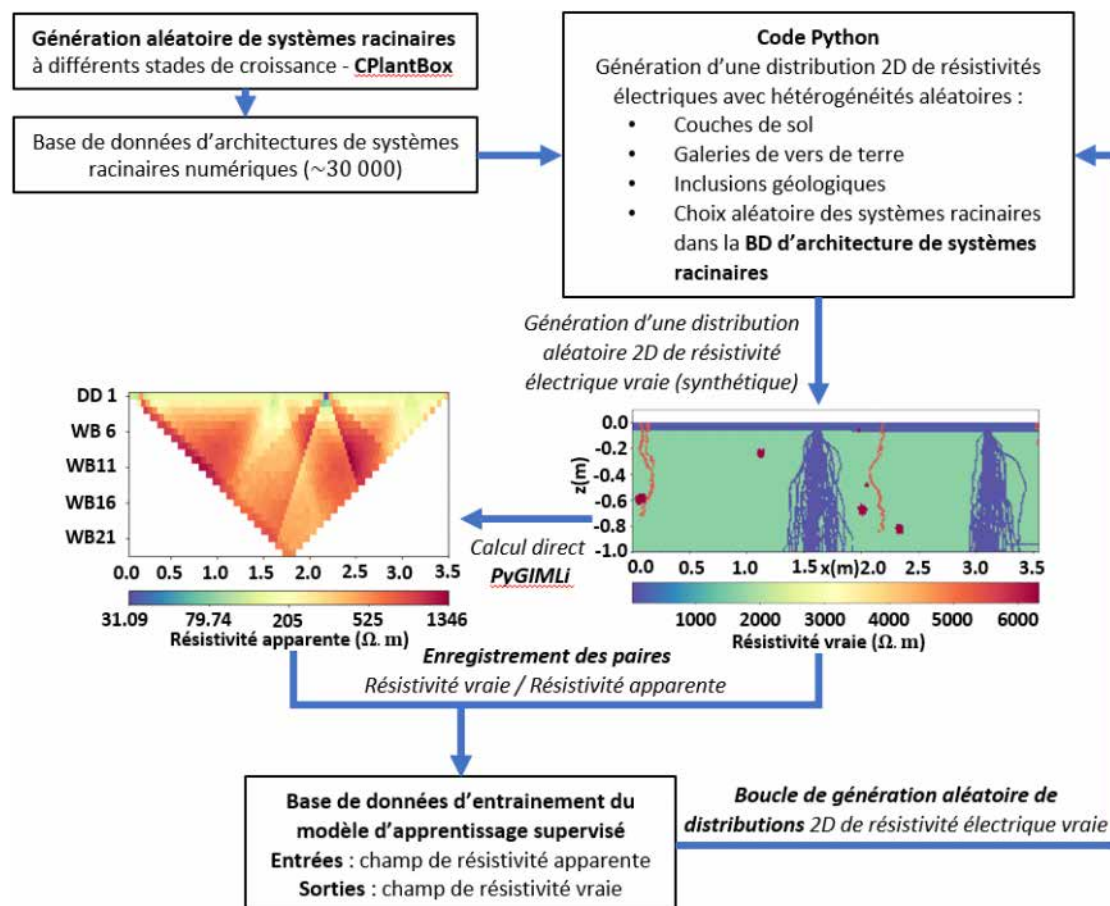 Génération aléatoire de systèmes racinaires
à différents stades de croissance - CPlantBox
Base de données d'architectures de systèmes
racinaires numériques (~30 000)
Code Python
Génération d'une distribution 2D de résistivités
électriques avec hétérogénéités aléatoires :
• Couches de sol
• Galeries de vers de terre
• Inclusions géologiques
• Choix aléatoire des systèmes racinaires
dans la BD d'architecture de systèmes
racinaires
Génération d'une distribution
aléatoire 2D de résistivité
électrique vraie (synthétique)
DD 1
WB 6
WB11
WB16
WB21
0.0 0.5 1.0 1.5 2.0 2.5 3.0 3.5
31.09 79.74 205 525 1346
Résistivité apparente (Ω. m)
Calcul direct
PyGIMLi
z(m)
0.0
-0.2
-0.4
-0.6
-0.8
-1.0
0.0 0.5 1.0 1.5 x(m) 2.0 2.5 3.0 3.5
1000 2000 3000 4000 5000 6000
Résistivité vraie (Ω. m)
Enregistrement des paires
Résistivité vraie / Résistivité apparente
Base de données d'entrainement du
modèle d'apprentissage supervisé
Entrées : champ de résistivité apparente
Sorties : champ de résistivité vraie
Boucle de génération aléatoire de
distributions 2D de résistivité électrique vraie